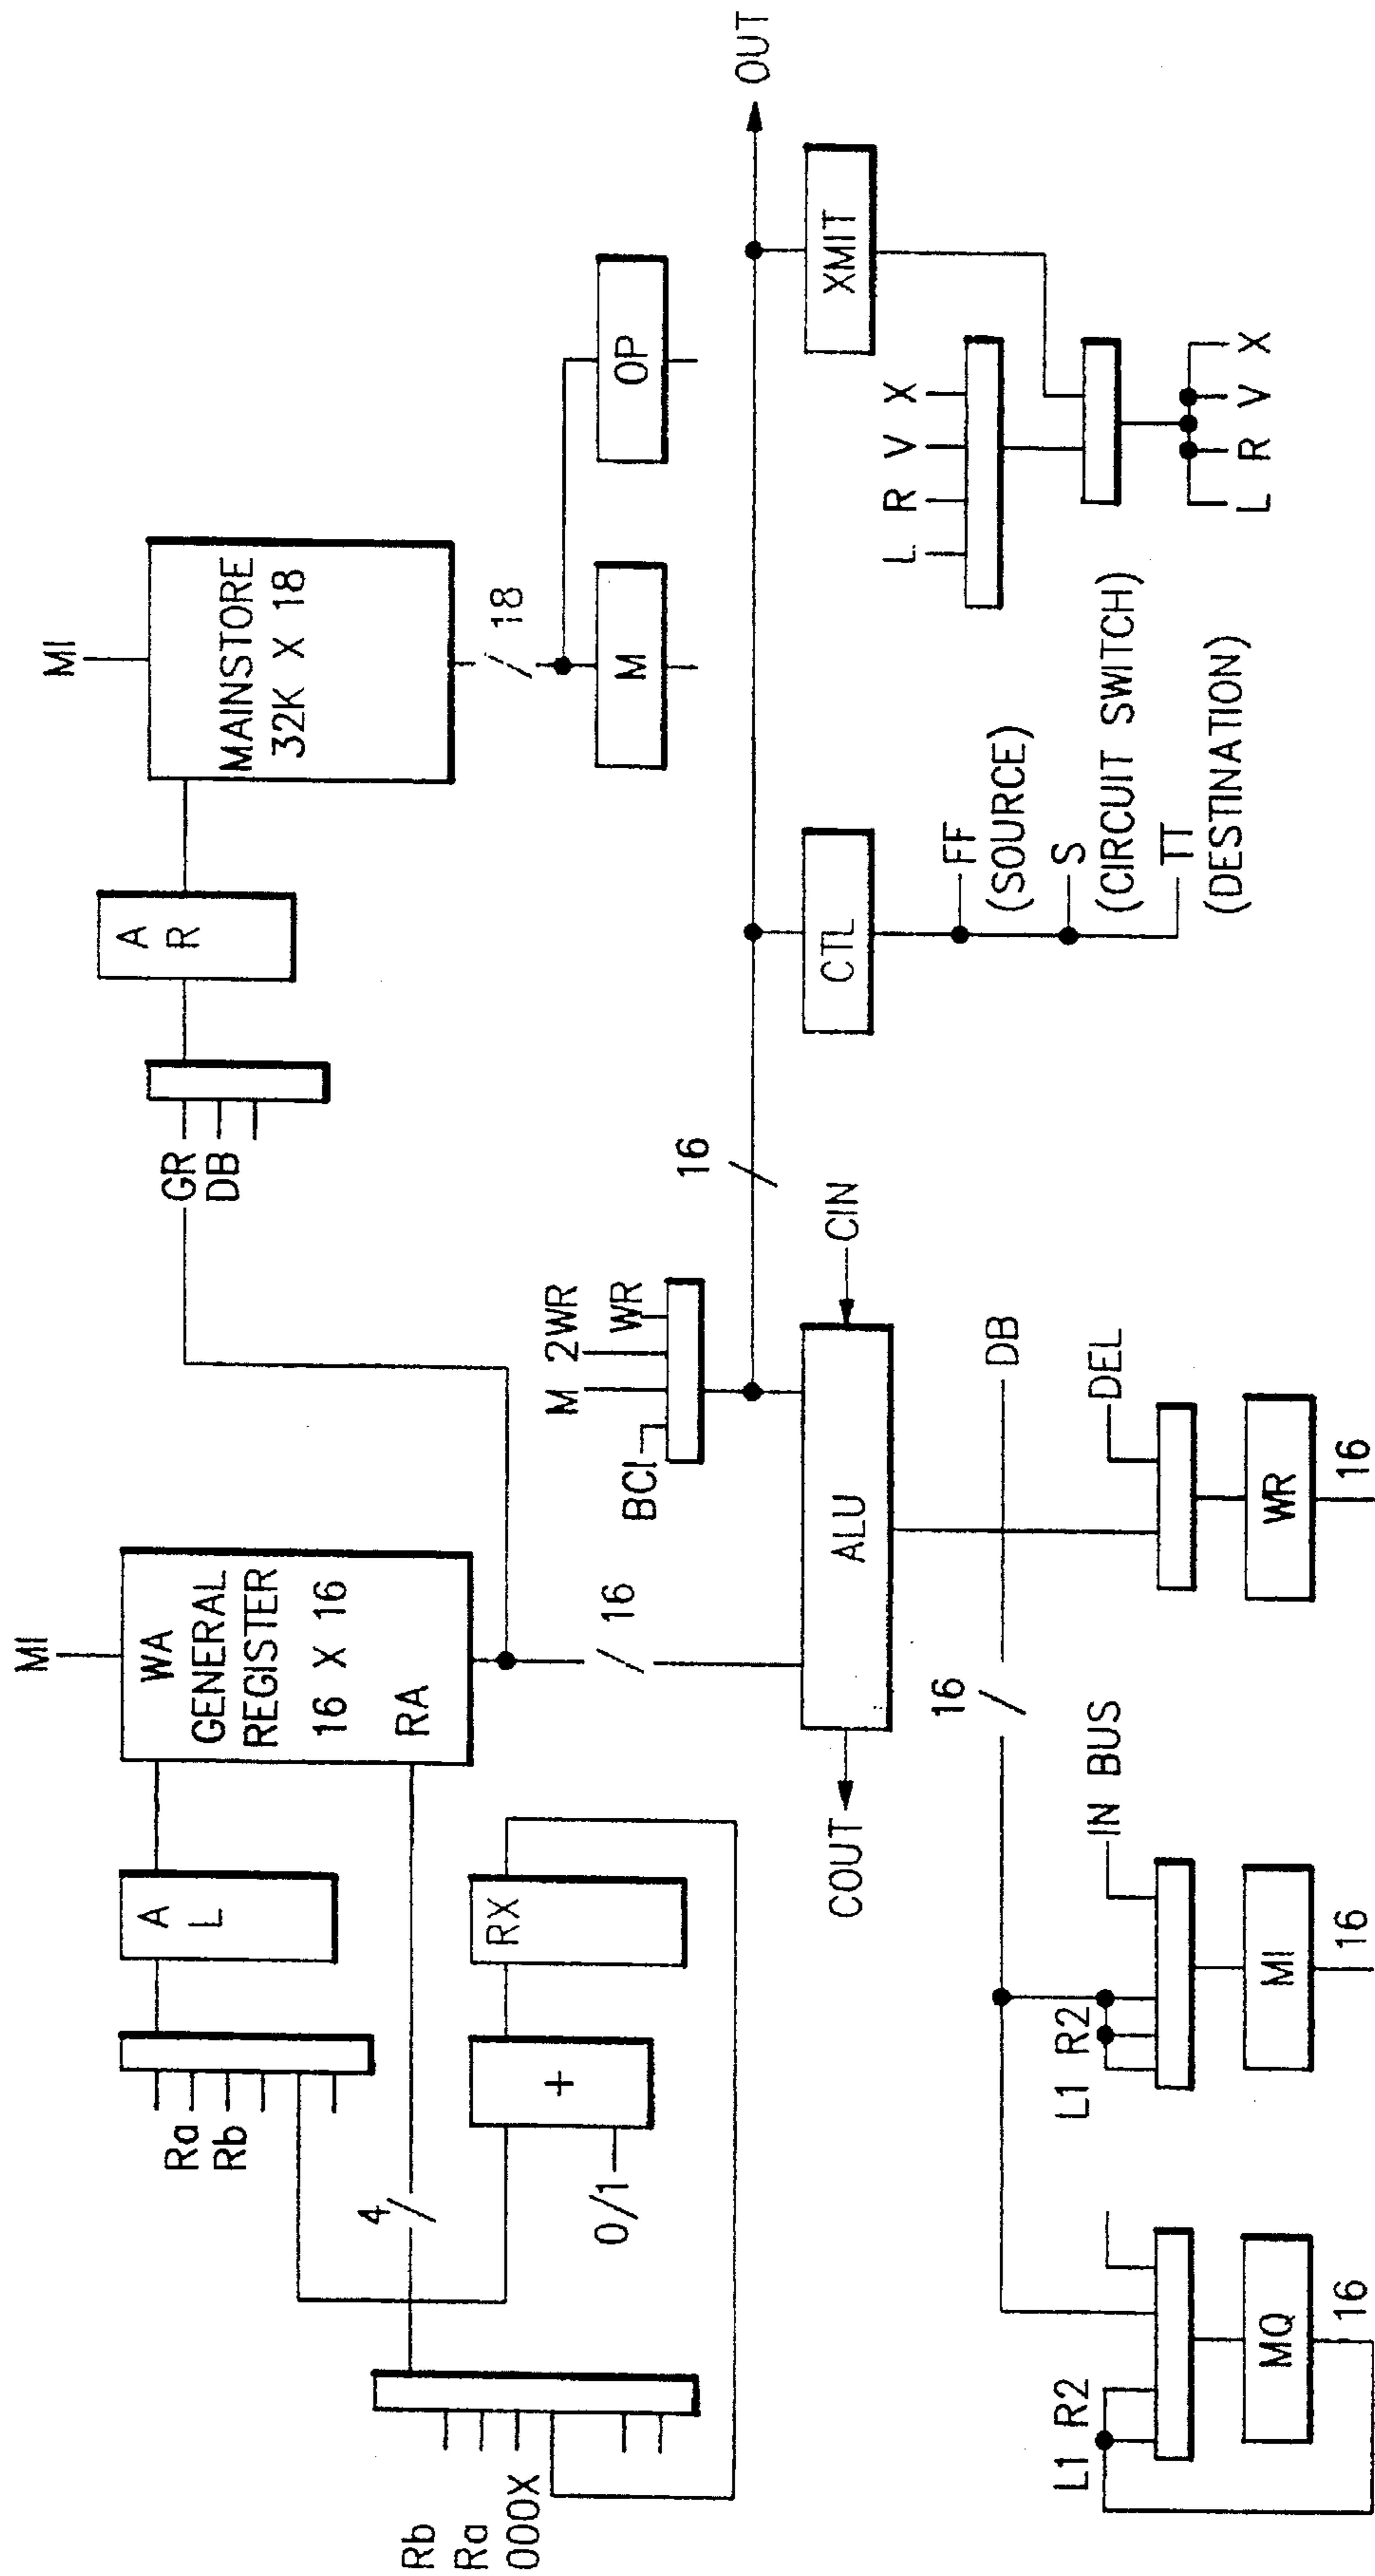 MI
WA
GENERAL
REGISTER
16 X 16
RA
A
L
Ra
Rb
4
RX
+
0/1
Rb
Ra
000X
16
GR
DB
A
R
MI
MAINSTORE
32K X 18
18
M
OP
BCI
M
2WR
WR
16
OUT
COUT
ALU
CIN
CTL
FF
(SOURCE)
S
(CIRCUIT SWITCH)
TT
(DESTINATION)
XMIT
L R V X
L R V X
16
DB
L1 R2
MQ
16
L1 R2
IN BUS
MI
16
DEL
WR
16